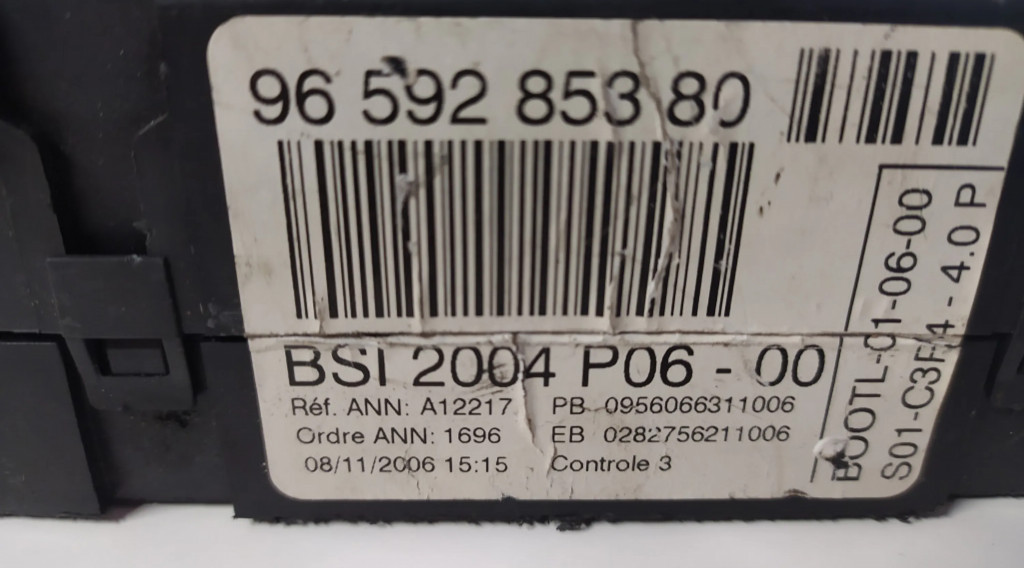 96 592 853 80
BSI 2004 P06 - 00
Réf. ANN: A12217 PB 0956066311006
Ordre ANN: 1696 EB 0282756211006
08/11/2006 15:15 Controle 3
BOOTL-01-06-00
S01-C3F4 - 4.0 P